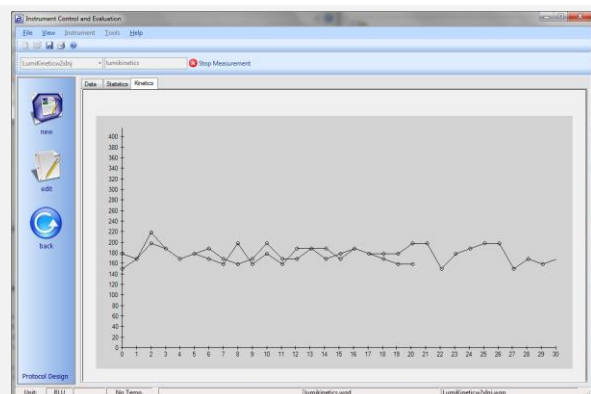 Instrument Control and Evaluation
File View Instrument Tools Help
LumiKineticw2dnj lumikinetics Stop Measurement
Data Statistics Kinetics
new
edit
back
Protocol Design
400
380
360
340
320
300
280
260
240
220
200
180
160
140
120
100
80
60
40
20
0
0 1 2 3 4 5 6 7 8 9 10 11 12 13 14 15 16 17 18 19 20 21 22 23 24 25 26 27 28 29 30
Unit: RLU No Temp. lumikinetics.wod LumiKineticw2dnj.won